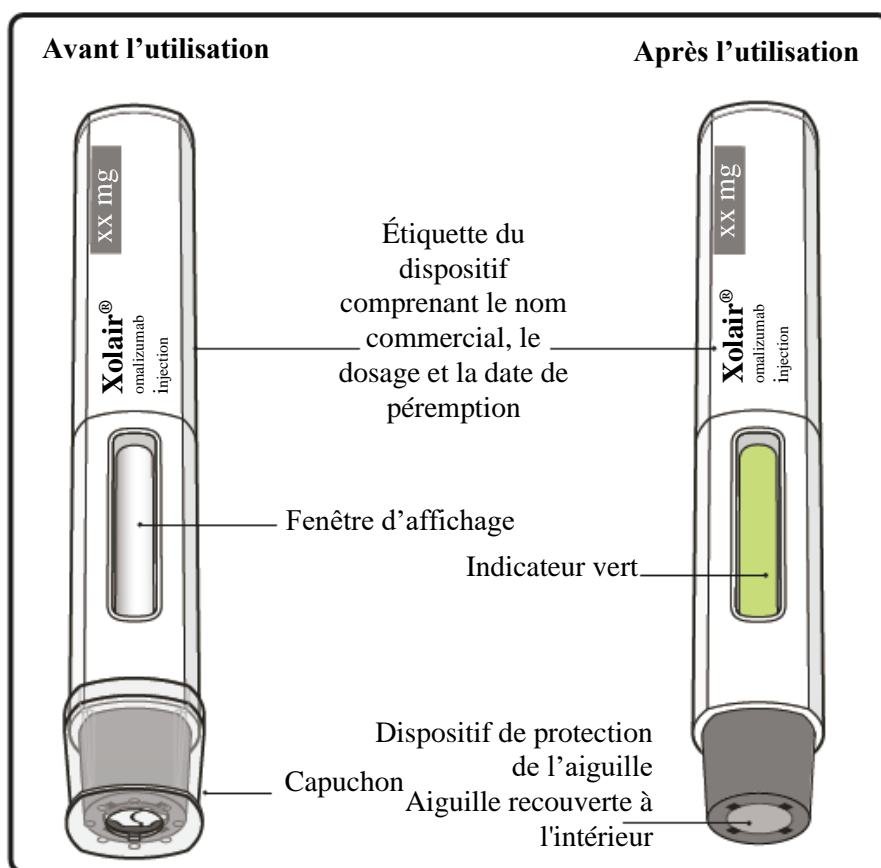 Avant l’utilisation
Après l’utilisation
xx mg
Xolair®
omalizumab
injection
xx mg
Xolair®
omalizumab
injection
Étiquette du
dispositif
comprenant le nom
commercial, le
dosage et la date de
péremption
Fenêtre d’affichage
Indicateur vert
Capuchon
Dispositif de protection
de l’aiguille
Aiguille recouverte à
l'intérieur